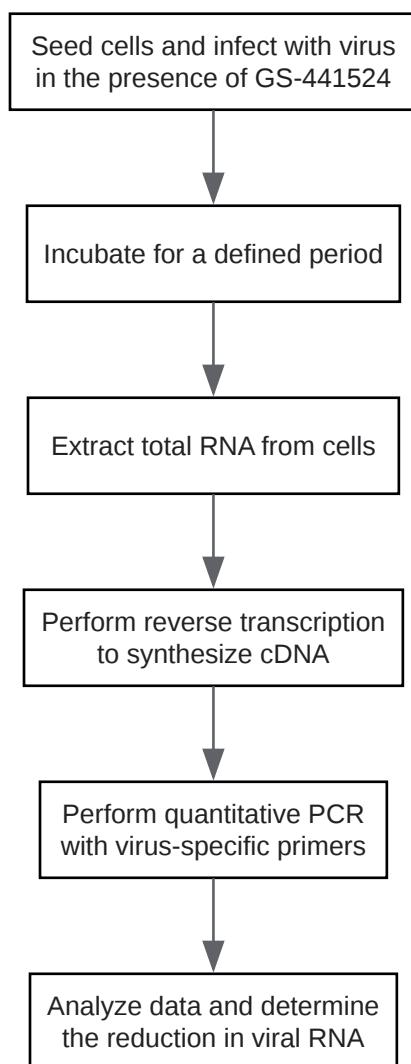 Seed cells and infect with virus
in the presence of GS-441524
Incubate for a defined period
Extract total RNA from cells
Perform reverse transcription
to synthesize cDNA
Perform quantitative PCR
with virus-specific primers
Analyze data and determine
the reduction in viral RNA